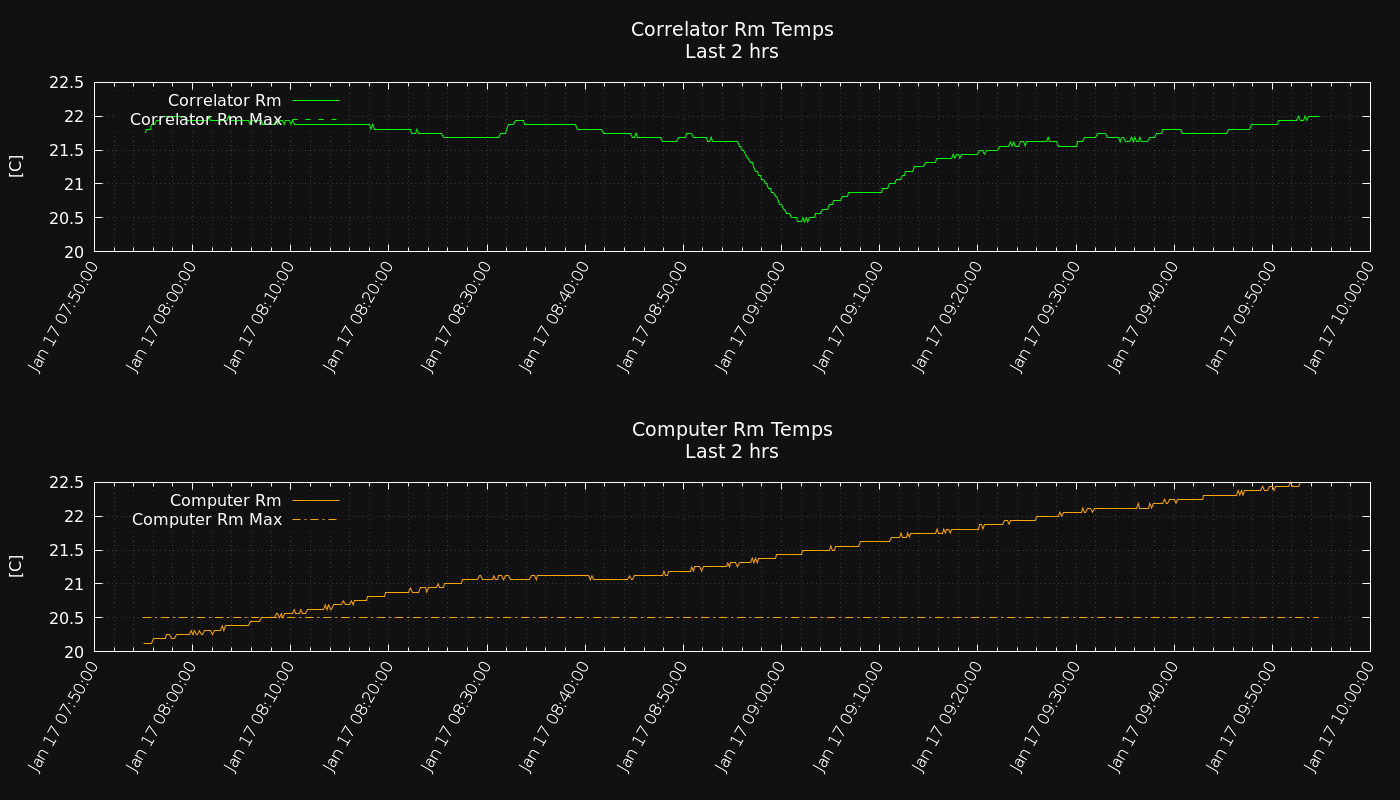 Correlator Rm Temps
Last 2 hrs
22.5
22
21.5
21
20.5
20
[C]
Correlator Rm
Correlator Rm Max
Jan 17 07:50:00
Jan 17 08:00:00
Jan 17 08:10:00
Jan 17 08:20:00
Jan 17 08:30:00
Jan 17 08:40:00
Jan 17 08:50:00
Jan 17 09:00:00
Jan 17 09:10:00
Jan 17 09:20:00
Jan 17 09:30:00
Jan 17 09:40:00
Jan 17 09:50:00
Jan 17 10:00:00
Computer Rm Temps
Last 2 hrs
22.5
22
21.5
21
20.5
20
[C]
Computer Rm
Computer Rm Max
Jan 17 07:50:00
Jan 17 08:00:00
Jan 17 08:10:00
Jan 17 08:20:00
Jan 17 08:30:00
Jan 17 08:40:00
Jan 17 08:50:00
Jan 17 09:00:00
Jan 17 09:10:00
Jan 17 09:20:00
Jan 17 09:30:00
Jan 17 09:40:00
Jan 17 09:50:00
Jan 17 10:00:00